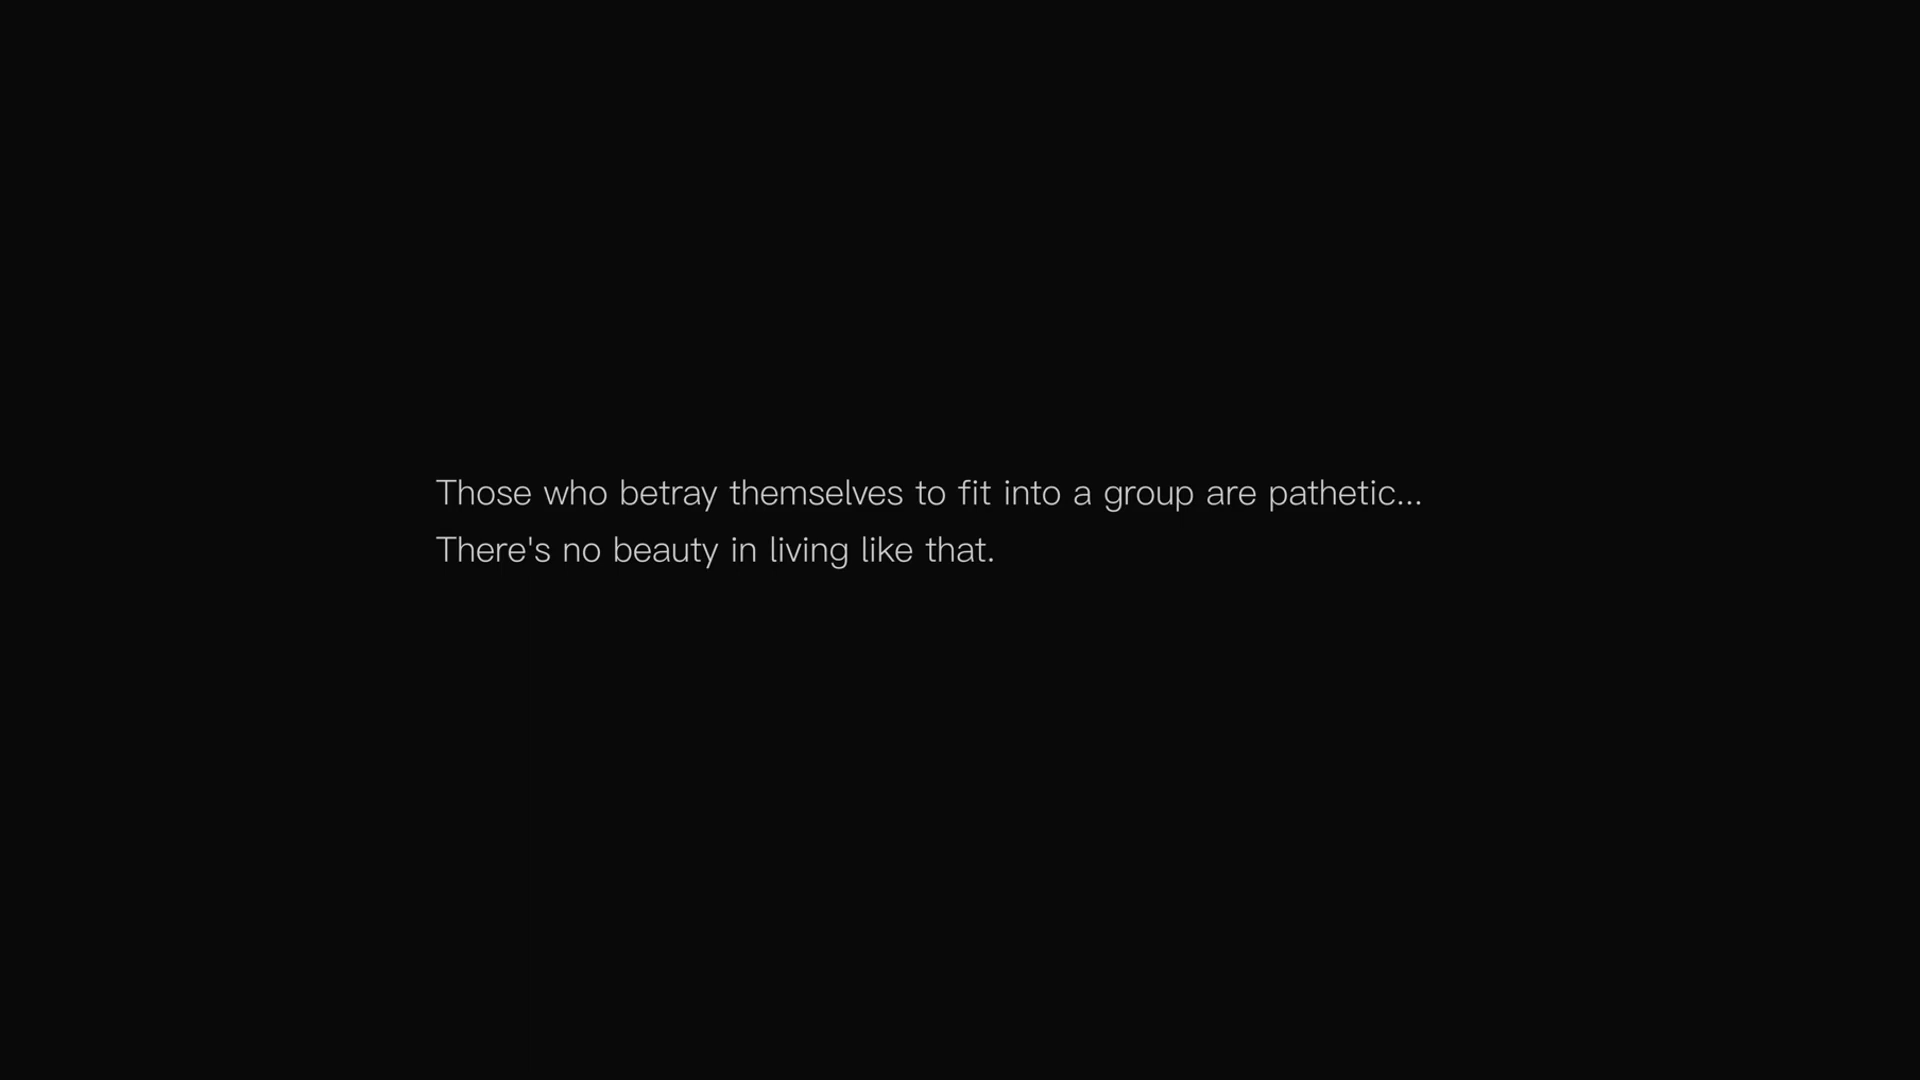 Those who betray themselves to fit into a group are pathetic...
There's no beauty in living like that.